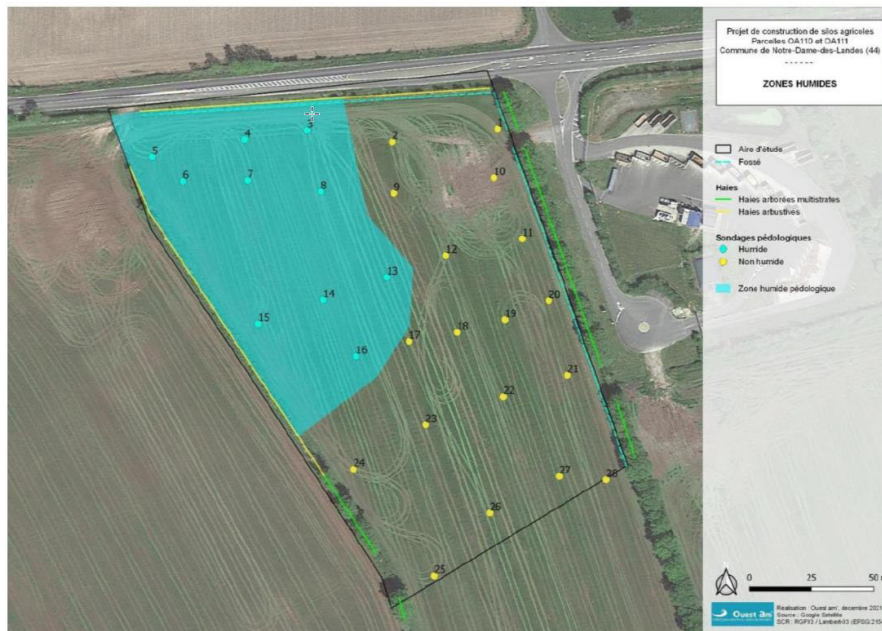 Projet de construction de silos agricoles
Parcelles OA110 et OA111
Commune de Notre-Dame-des-Landes (44)
------
ZONES HUMIDES
Aire d'étude
Fossé
Haies
Haies arborées multistrates
Haies arbustives
Sondages pédologiques
Humide
Non humide
Zone humide pédologique
1
2
3
4
5
6
7
8
9
10
11
12
13
14
15
16
17
18
19
20
21
22
23
24
25
26
27
28
0 25 50
Ouest am'
Réalisation : Ouest am', décembre 202
Source : Google Satellite
SCR : RGF93 / Lambert-93 (EPSG:215